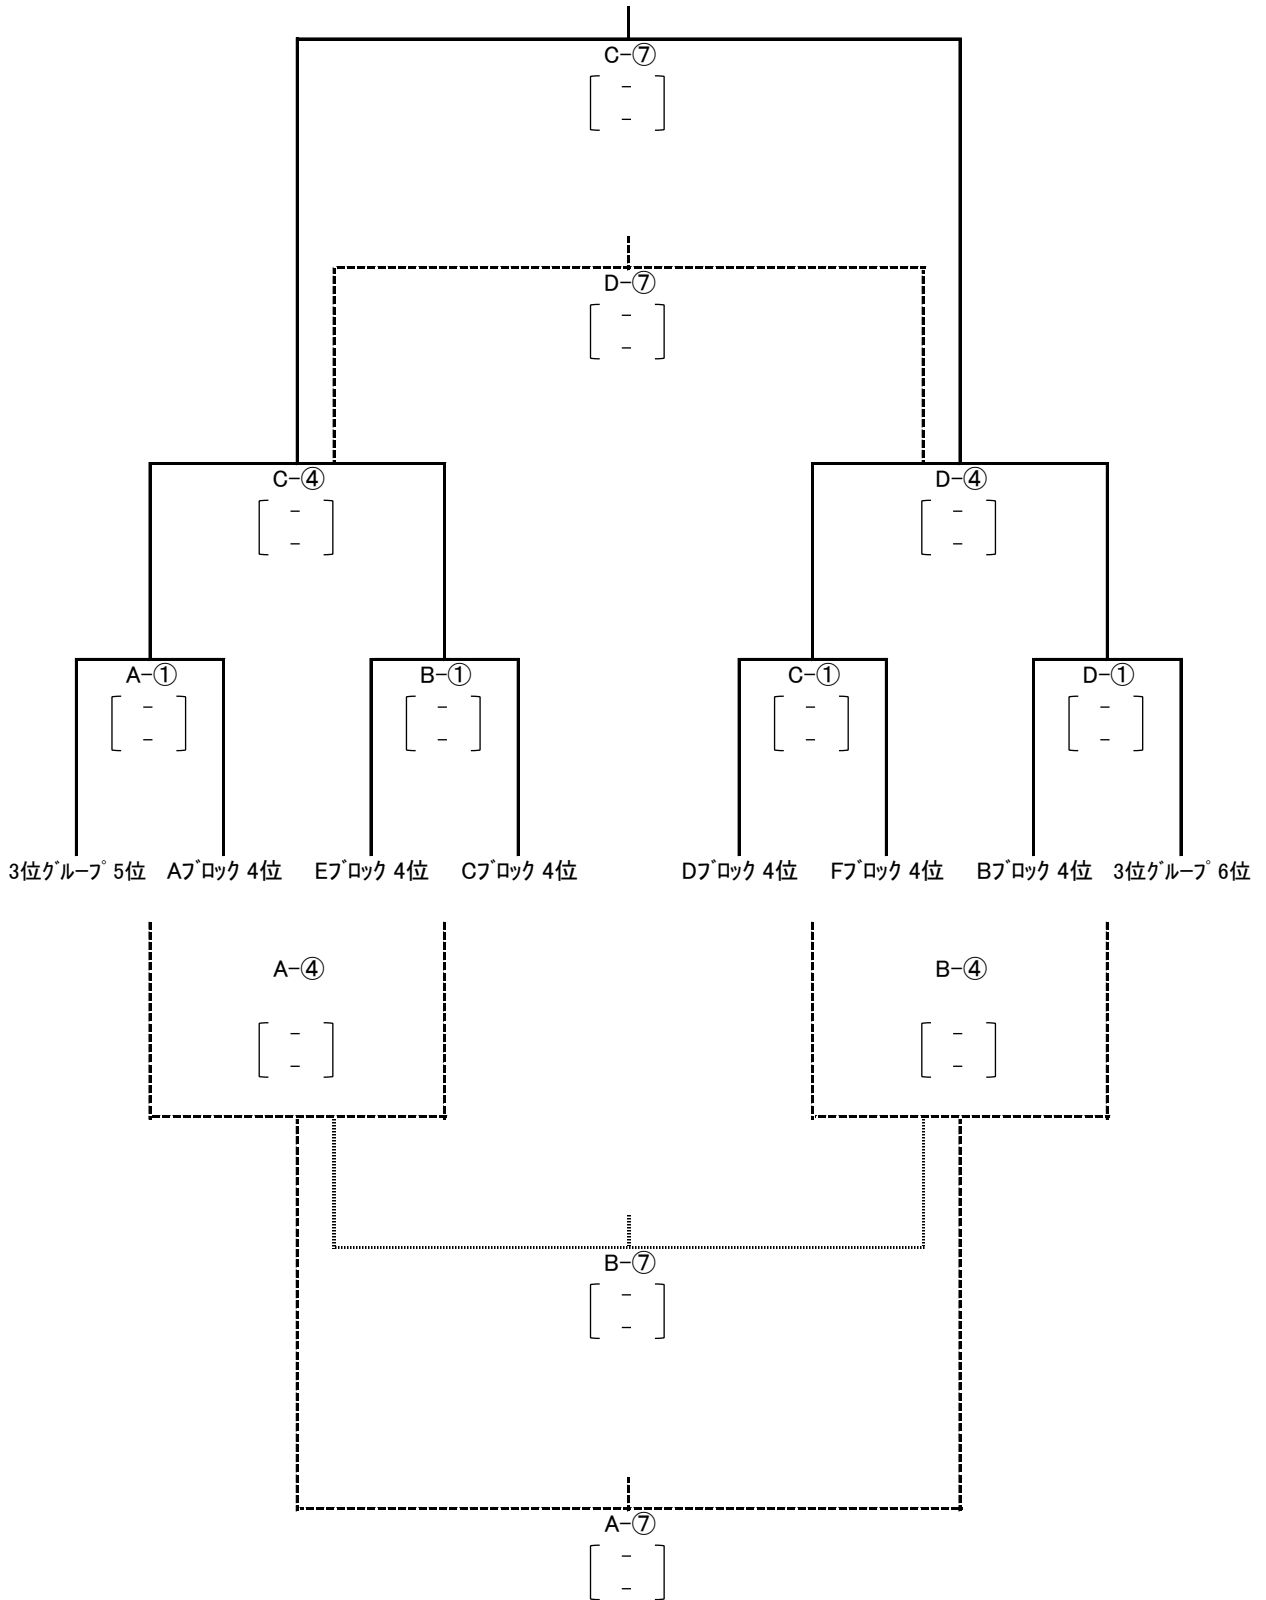 C-⑦
-
-
D-⑦
-
-
C-④ D-④
- -
- -
A-① B-① C-① D-①
- - - -
- - - -
3位ｸﾞﾙｰﾌﾟ 5位 Aﾌﾞﾛｯｸ 4位 Eﾌﾞﾛｯｸ 4位 Cﾌﾞﾛｯｸ 4位 Dﾌﾞﾛｯｸ 4位 Fﾌﾞﾛｯｸ 4位 Bﾌﾞﾛｯｸ 4位 3位ｸﾞﾙｰﾌﾟ 6位
A-④ B-④
- -
- -
B-⑦
-
-
A-⑦
-
-